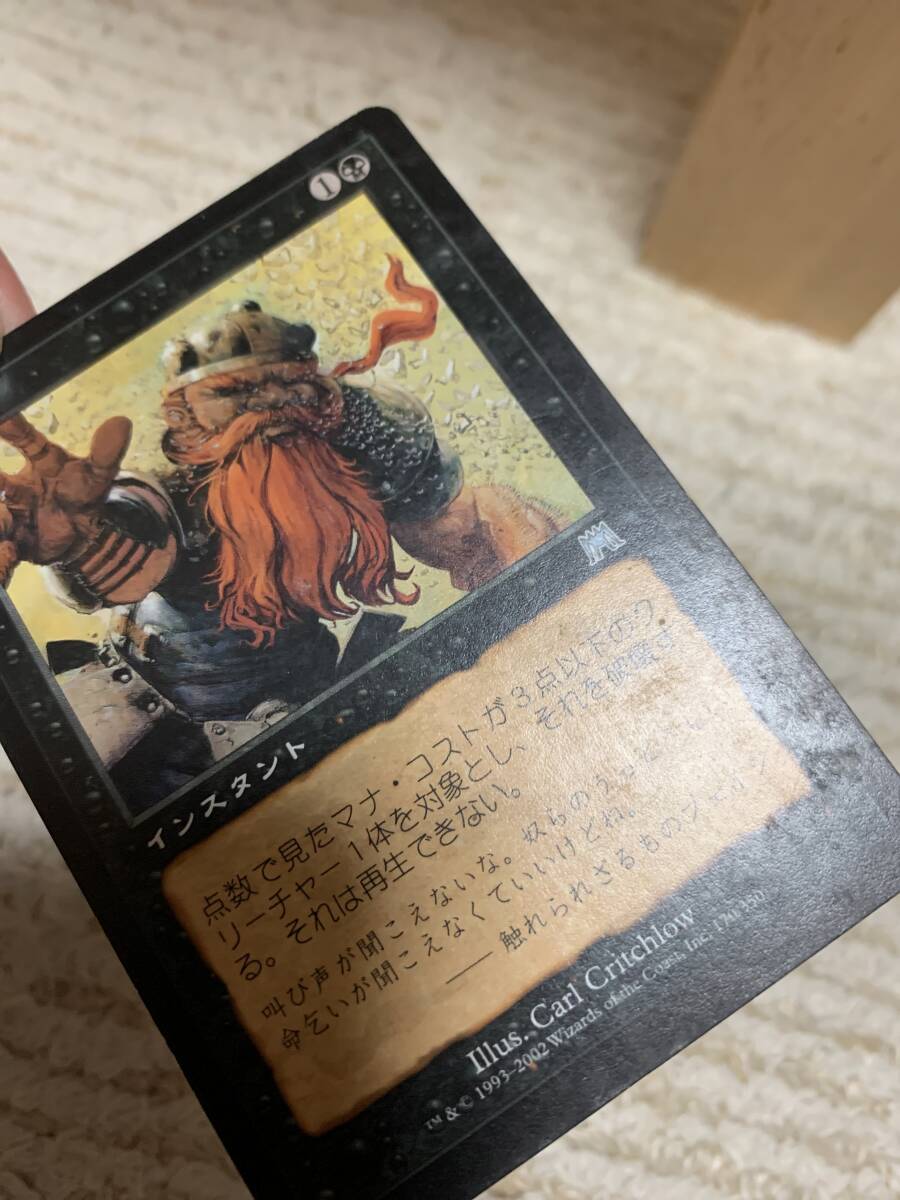 1
インスタント
点数で見たマナ・コストが3点以下のク
リーチャー1体を対象とし、それを破壊す
る。それは再生できない。
叫び声が聞こえないな。奴らの
命乞いが聞こえなくていいけどね。
―― 触れられざるもの
Illus. Carl Critchlow
™ & © 1993–2002 Wizards of the Coast, Inc.